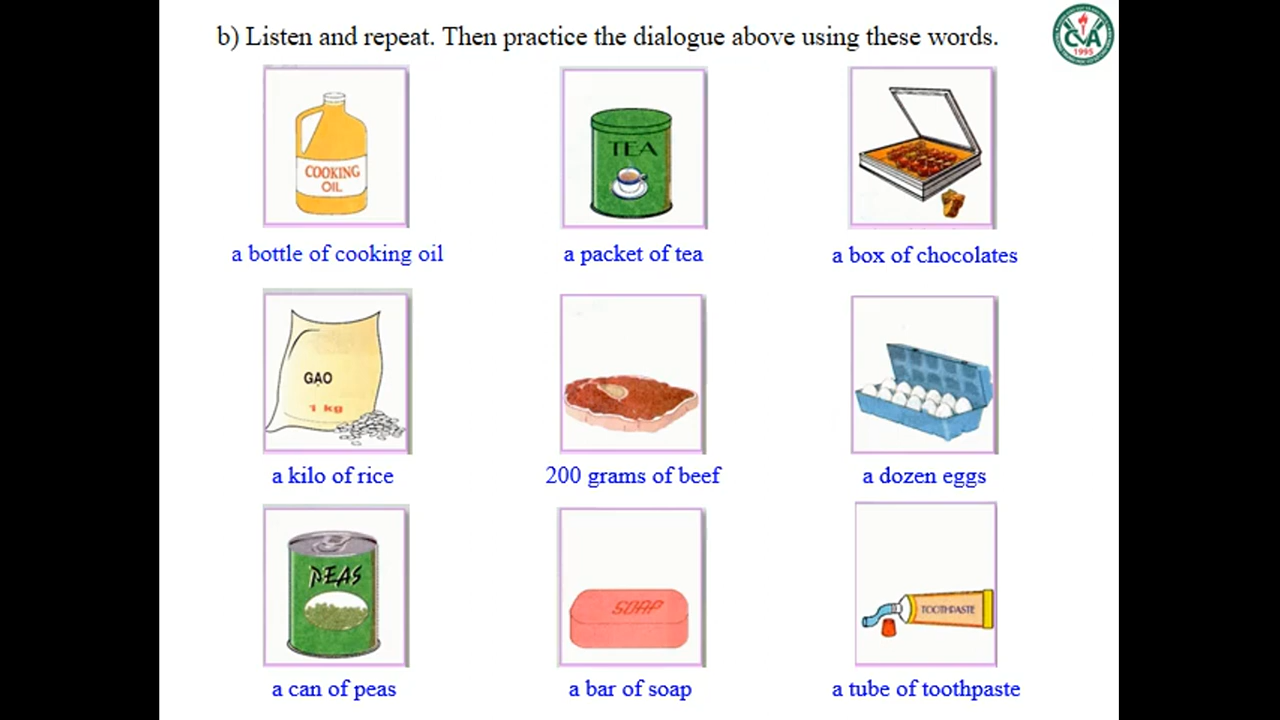 b) Listen and repeat. Then practice the dialogue above using these words.
CVA
1995
COOKING
OIL
TEA
a bottle of cooking oil
a packet of tea
a box of chocolates
GẠO
1 kg
a kilo of rice
200 grams of beef
a dozen eggs
PEAS
SOAP
TOOTHPASTE
a can of peas
a bar of soap
a tube of toothpaste